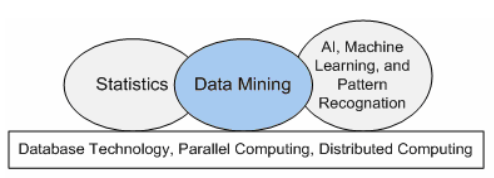 Statistics
Data Mining
AI, Machine
Learning, and
Pattern
Recognation
Database Technology, Parallel Computing, Distributed Computing